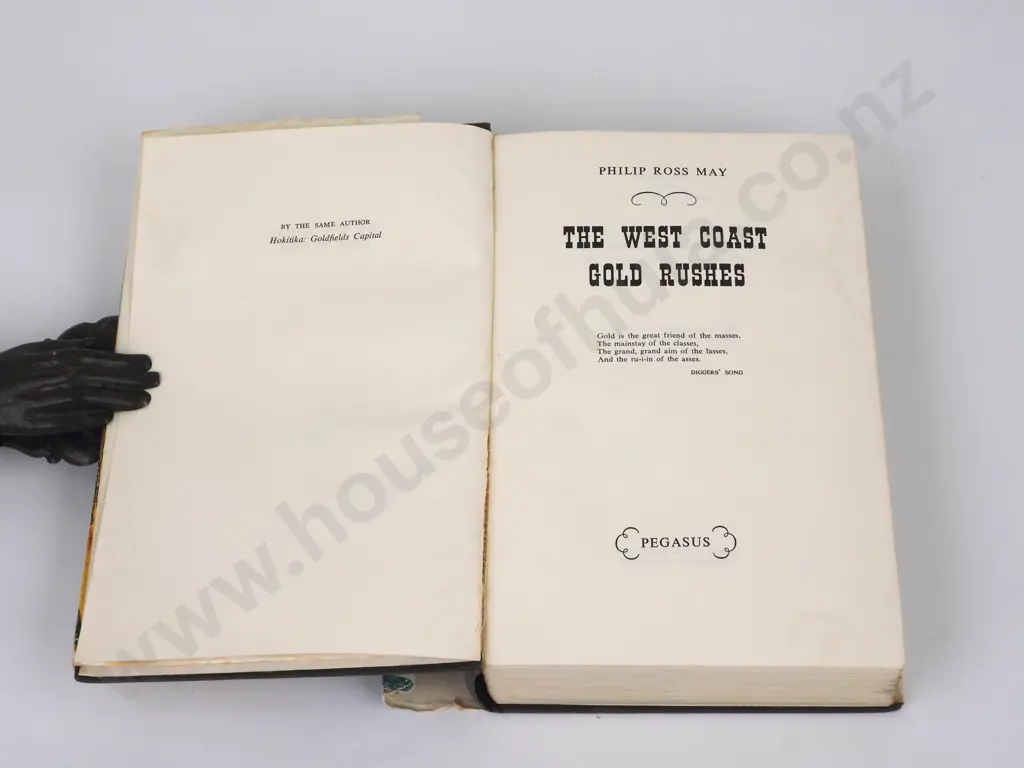 BY THE SAME AUTHOR
Hokitika: Goldfields Capital
PHILIP ROSS MAY
THE WEST COAST
GOLD RUSHES
Gold is the great friend of the masses,
The mainstay of the classes,
The grand, grand aim of the lasses,
And the ru-i-in of the asses.
DIGGERS' SONG
PEGASUS
www.houseofhuia.co.nz